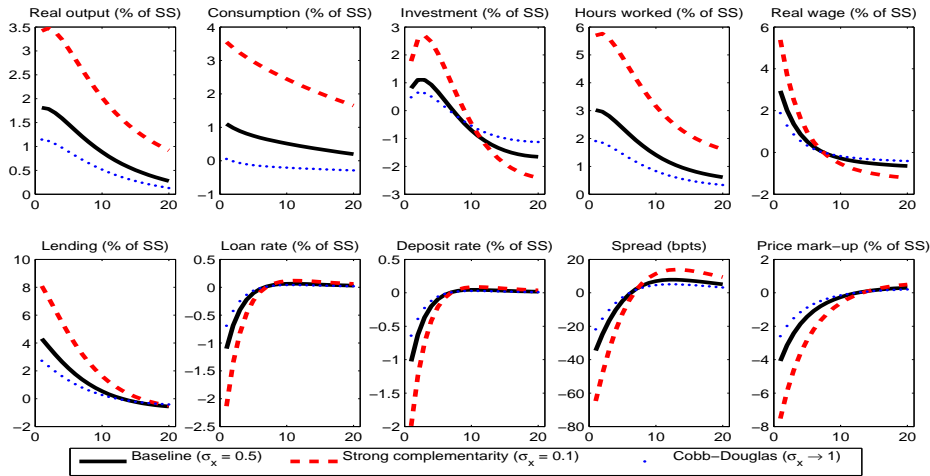 Real output (% of SS) Consumption (% of SS) Investment (% of SS) Hours worked (% of SS) Real wage (% of SS)
3.5 4 3 7 6
3 3 2 6 4
2.5 2 1 5 2
2 1 0 4 0
1.5 0 −1 3 −2
1 −1 −2 2
0.5 −3 1
0 0
0 10 20 0 10 20 0 10 20 0 10 20 0 10 20
Lending (% of SS) Loan rate (% of SS) Deposit rate (% of SS) Spread (bpts) Price mark−up (% of SS)
10 0.5 0.5 20 2
8 0 0 0 0
6 −0.5 −0.5 −20 −2
4 −1 −1 −40 −4
2 −1.5 −1.5 −60 −6
0 −2 −2 −80 −8
−2 −2.5
0 10 20 0 10 20 0 10 20 0 10 20 0 10 20
Baseline (σx = 0.5) Strong complementarity (σx = 0.1) Cobb−Douglas (σx → 1)